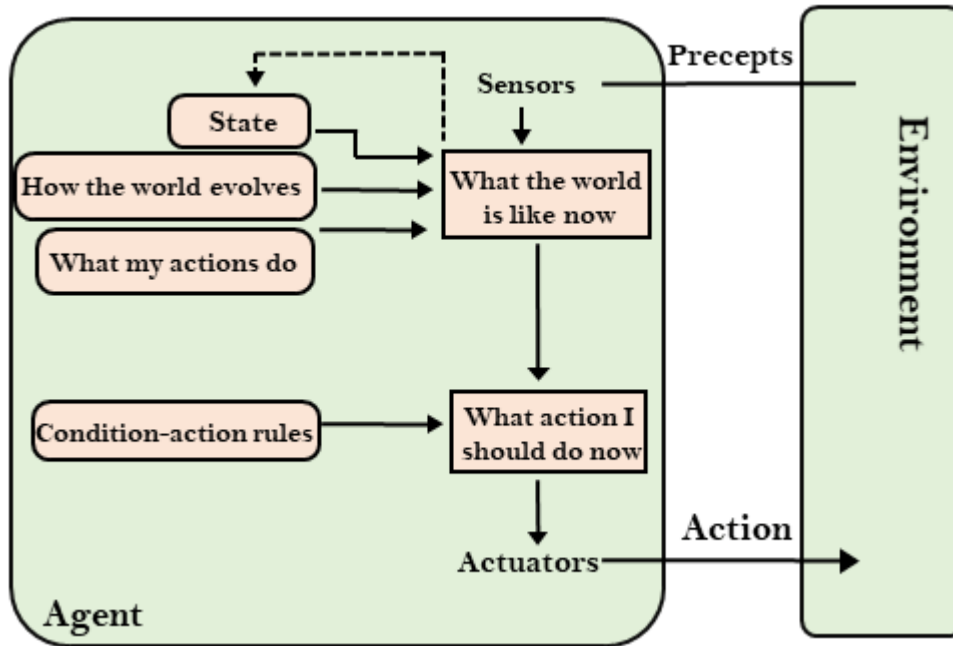 Precepts
Sensors
State
How the world evolves
What the world
is like now
What my actions do
Environment
Condition-action rules
What action I
should do now
Action
Actuators
Agent